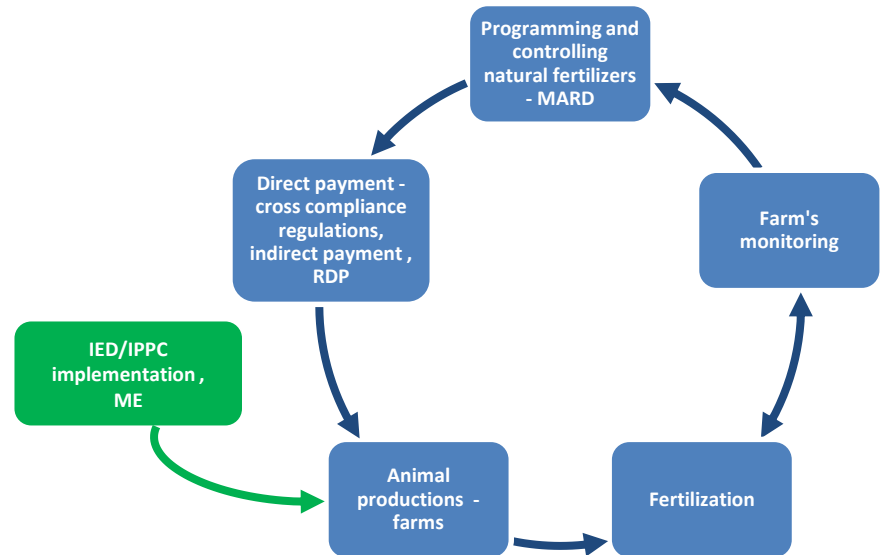 Programming and
controlling
natural fertilizers
- MARD
Direct payment -
cross compliance
regulations,
indirect payment ,
RDP
Farm's
monitoring
IED/IPPC
implementation ,
ME
Animal
productions -
farms
Fertilization